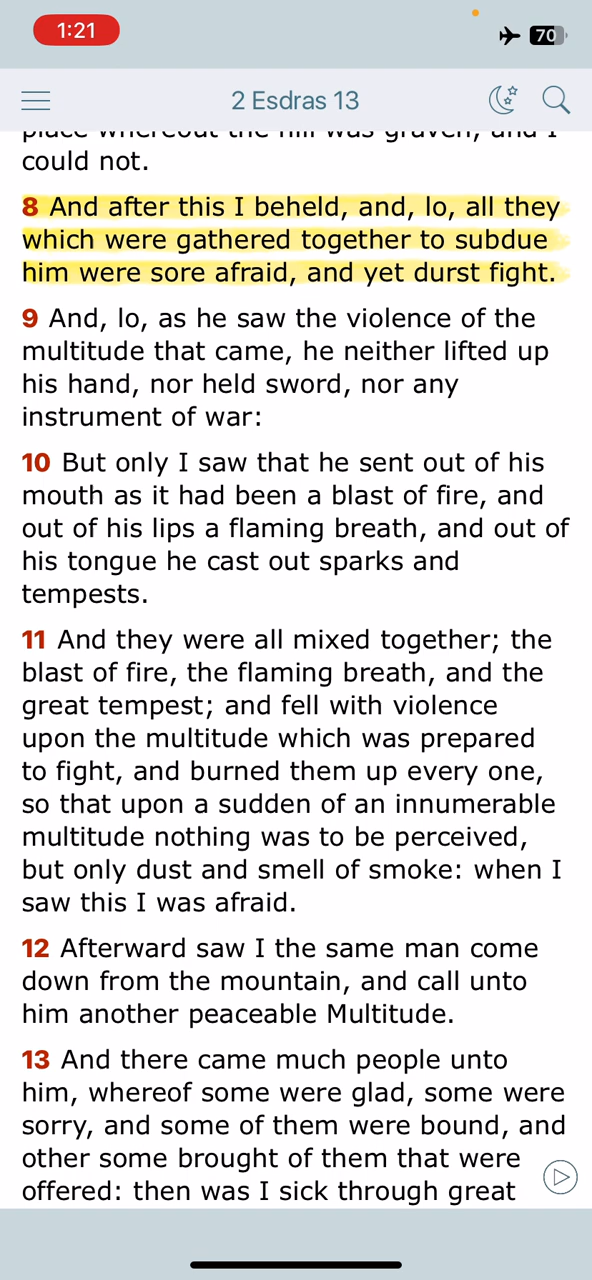 1:21
70
2 Esdras 13
place whereout the hill was graven, and I
could not.
8 And after this I beheld, and, lo, all they
which were gathered together to subdue
him were sore afraid, and yet durst fight.
9 And, lo, as he saw the violence of the
multitude that came, he neither lifted up
his hand, nor held sword, nor any
instrument of war:
10 But only I saw that he sent out of his
mouth as it had been a blast of fire, and
out of his lips a flaming breath, and out of
his tongue he cast out sparks and
tempests.
11 And they were all mixed together; the
blast of fire, the flaming breath, and the
great tempest; and fell with violence
upon the multitude which was prepared
to fight, and burned them up every one,
so that upon a sudden of an innumerable
multitude nothing was to be perceived,
but only dust and smell of smoke: when I
saw this I was afraid.
12 Afterward saw I the same man come
down from the mountain, and call unto
him another peaceable Multitude.
13 And there came much people unto
him, whereof some were glad, some were
sorry, and some of them were bound, and
other some brought of them that were
offered: then was I sick through great